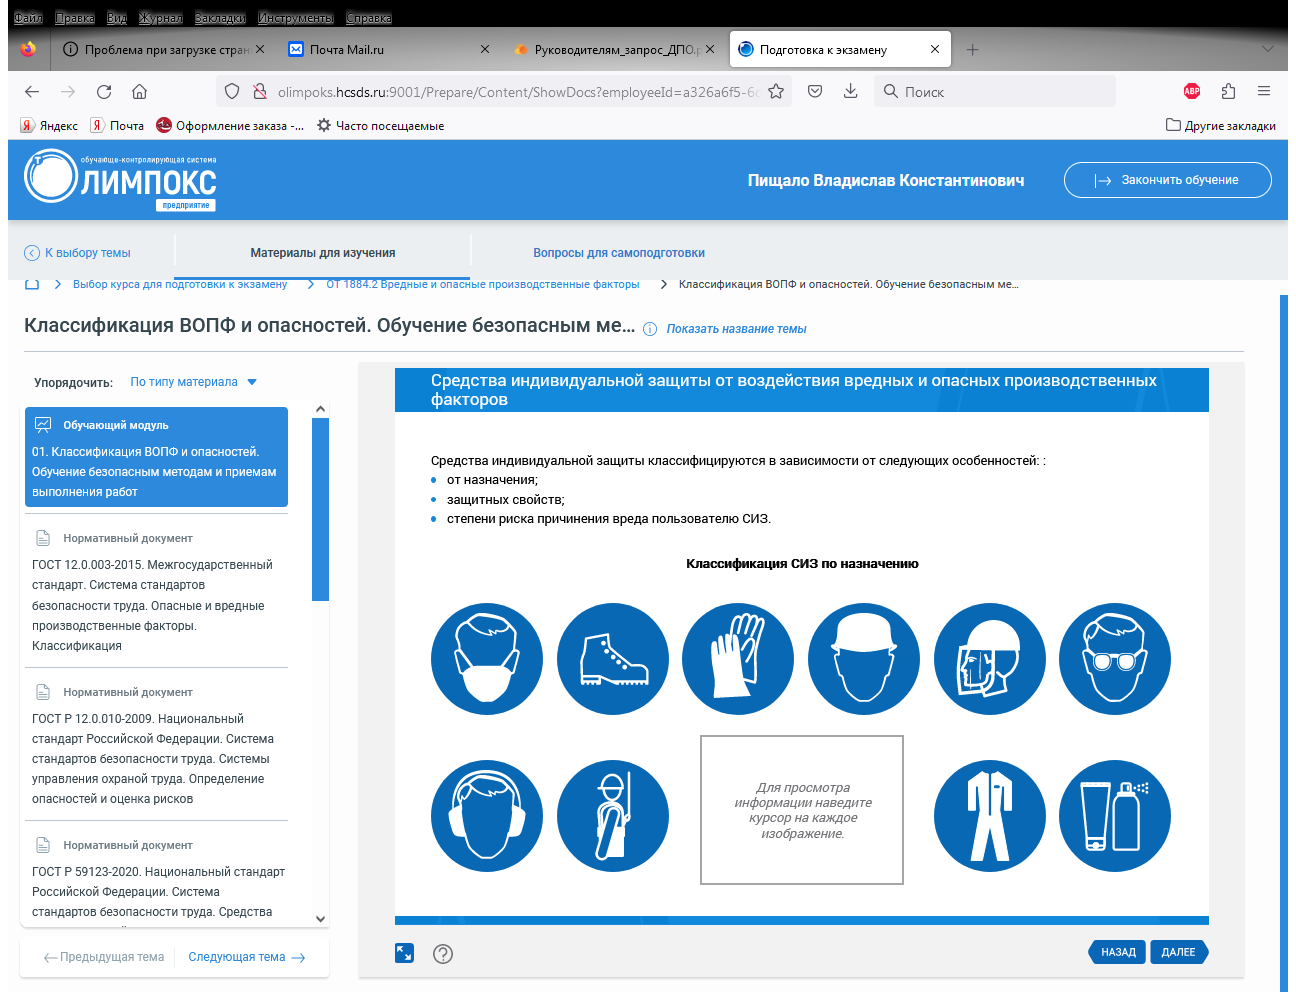 Файл Правка Вид Журнал Закладки Инструменты Справка
Проблема при загрузке стран
Почта Mail.ru
Руководителям_запрос_ДПО.р
Подготовка к экзамену
olimpoks.hcsds.ru:9001/Prepare/Content/ShowDocs?employeeId=a326a6f5-6c
Поиск
ABP
Яндекс
Почта
Оформление заказа -...
Часто посещаемые
Другие закладки
обучающе-контролирующая система
ОЛИМПОКС
предприятие
Пищало Владислав Константинович
Закончить обучение
К выбору темы
Материалы для изучения
Вопросы для самоподготовки
Выбор курса для подготовки к экзамену > ОТ 1884.2 Вредные и опасные производственные факторы > Классификация ВОПФ и опасностей. Обучение безопасным ме...
Классификация ВОПФ и опасностей. Обучение безопасным ме...
Показать название темы
Упорядочить: По типу материала
Обучающий модуль
01. Классификация ВОПФ и опасностей.
Обучение безопасным методам и приемам
выполнения работ
Нормативный документ
ГОСТ 12.0.003-2015. Межгосударственный
стандарт. Система стандартов
безопасности труда. Опасные и вредные
производственные факторы.
Классификация
Нормативный документ
ГОСТ Р 12.0.010-2009. Национальный
стандарт Российской Федерации. Система
стандартов безопасности труда. Системы
управления охраной труда. Определение
опасностей и оценка рисков
Нормативный документ
ГОСТ Р 59123-2020. Национальный стандарт
Российской Федерации. Система
стандартов безопасности труда. Средства
Предыдущая тема
Следующая тема
Средства индивидуальной защиты от воздействия вредных и опасных производственных
факторов
Средства индивидуальной защиты классифицируются в зависимости от следующих особенностей: :
от назначения;
защитных свойств;
степени риска причинения вреда пользователю СИЗ.
Классификация СИЗ по назначению
Для просмотра
информации наведите
курсор на каждое
изображение.
НАЗАД
ДАЛЕЕ